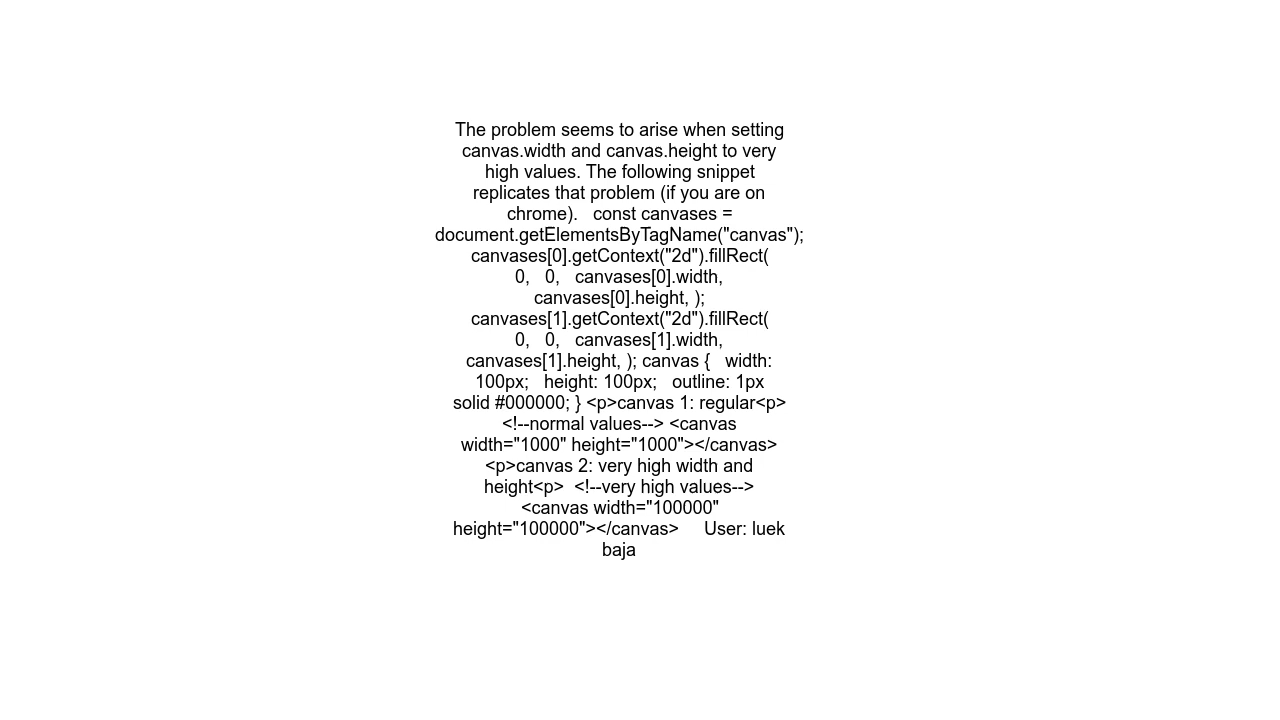 The problem seems to arise when setting
canvas.width and canvas.height to very
high values. The following snippet
replicates that problem (if you are on
chrome).   const canvases =
document.getElementsByTagName("canvas");
canvases[0].getContext("2d").fillRect(
0,   0,   canvases[0].width,
canvases[0].height, );
canvases[1].getContext("2d").fillRect(
0,   0,   canvases[1].width,
canvases[1].height, ); canvas {   width:
100px;   height: 100px;   outline: 1px
solid #000000; } <p>canvas 1: regular<p>
<!--normal values--> <canvas
width="1000" height="1000"></canvas>
<p>canvas 2: very high width and
height<p>  <!--very high values-->
<canvas width="100000"
height="100000"></canvas>     User: luek
baja